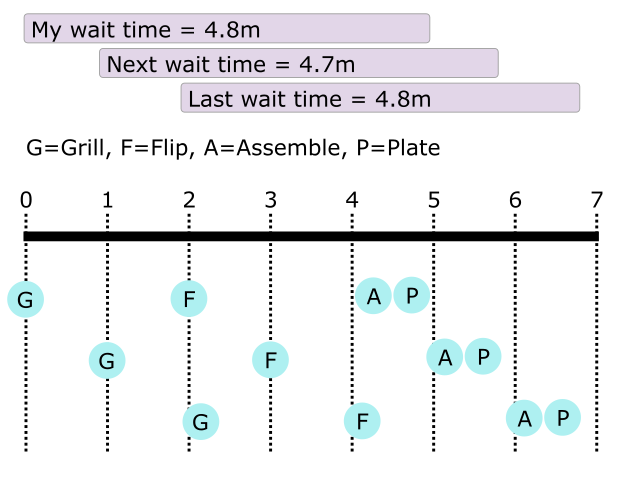 My wait time = 4.8m
Next wait time = 4.7m
Last wait time = 4.8m
G=Grill, F=Flip, A=Assemble, P=Plate
0 1 2 3 4 5 6 7
G F A P
G F A P
G F A P